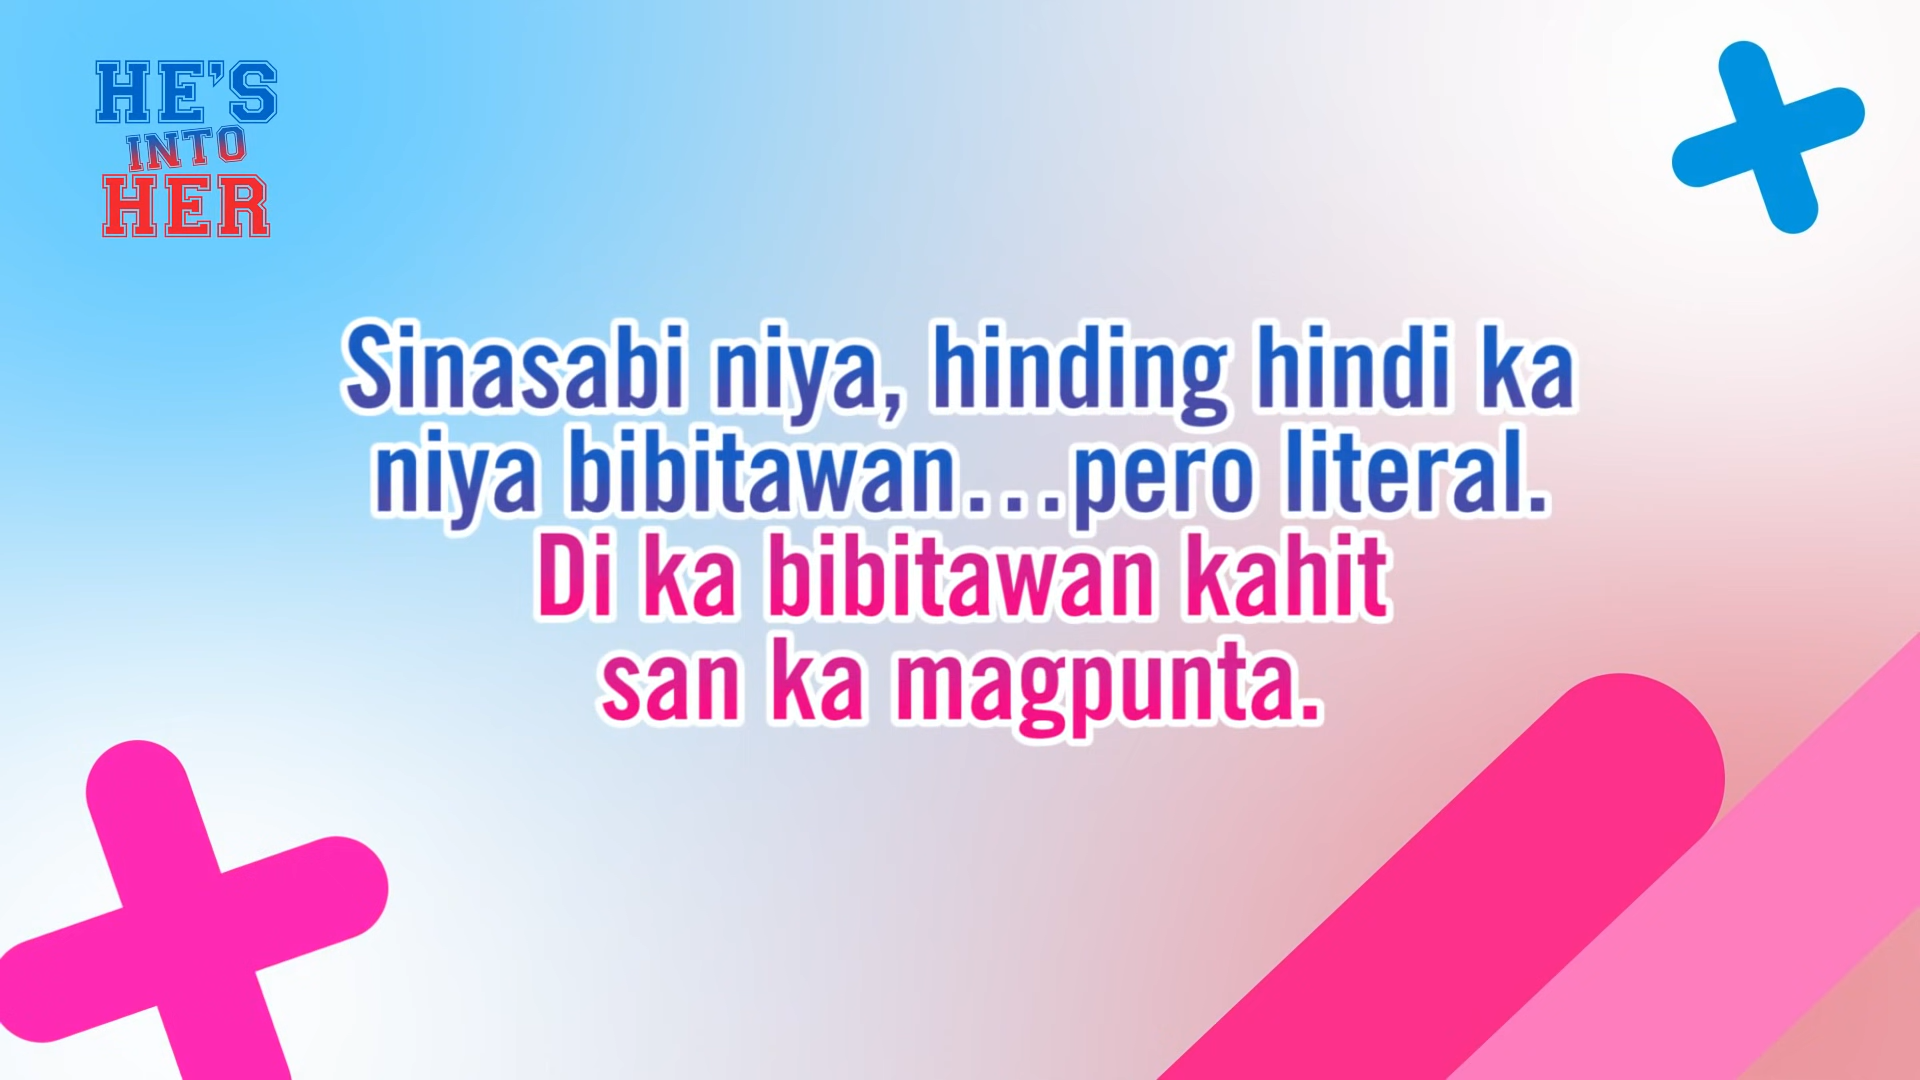 HE'S
INTO
HER
Sinasabi niya, hinding hindi ka
niya bibitawan...pero literal.
Di ka bibitawan kahit
san ka magpunta.